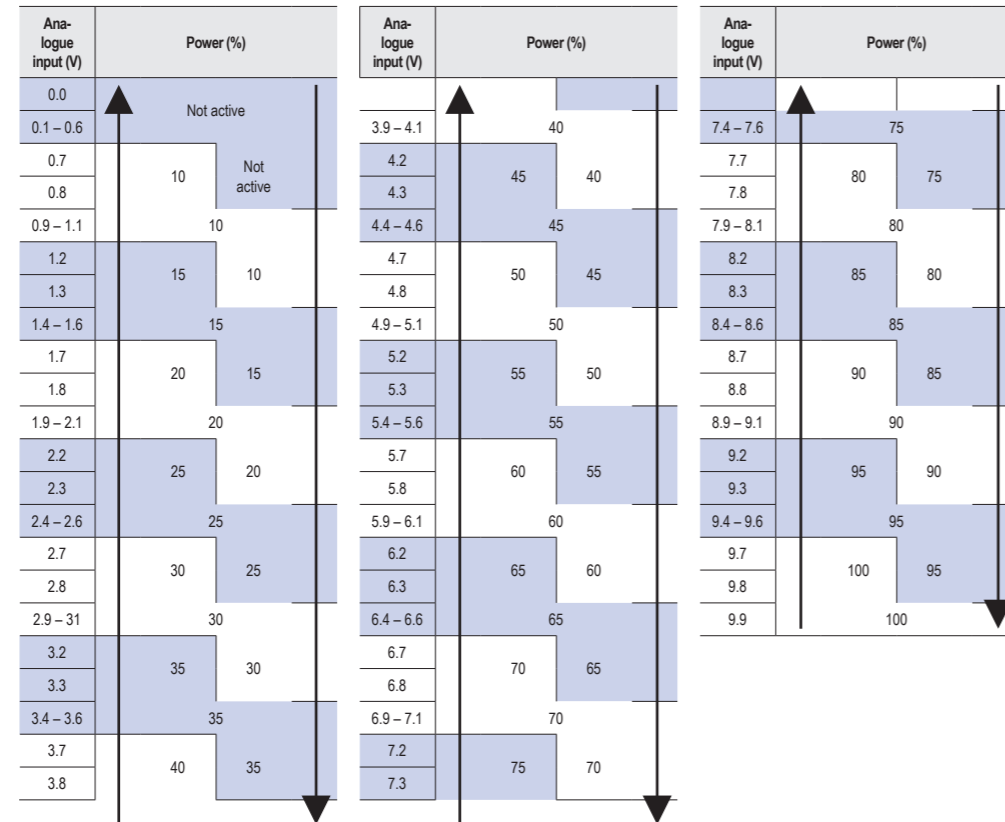 Ana-
logue
input (V)
Power (%)
0.0
Not active
0.1 – 0.6
0.7
10
Not
active
0.8
0.9 – 1.1
10
1.2
15
10
1.3
1.4 – 1.6
15
1.7
20
15
1.8
1.9 – 2.1
20
2.2
25
20
2.3
2.4 – 2.6
25
2.7
30
25
2.8
2.9 – 31
30
3.2
35
30
3.3
3.4 – 3.6
35
3.7
40
35
3.8
Ana-
logue
input (V)
Power (%)
3.9 – 4.1
40
4.2
45
40
4.3
4.4 – 4.6
45
4.7
50
45
4.8
4.9 – 5.1
50
5.2
55
50
5.3
5.4 – 5.6
55
5.7
60
55
5.8
5.9 – 6.1
60
6.2
65
60
6.3
6.4 – 6.6
65
6.7
70
65
6.8
6.9 – 7.1
70
7.2
75
70
7.3
Ana-
logue
input (V)
Power (%)
7.4 – 7.6
75
7.7
80
75
7.8
7.9 – 8.1
80
8.2
85
80
8.3
8.4 – 8.6
85
8.7
90
85
8.8
8.9 – 9.1
90
9.2
95
90
9.3
9.4 – 9.6
95
9.7
100
95
9.8
9.9
100